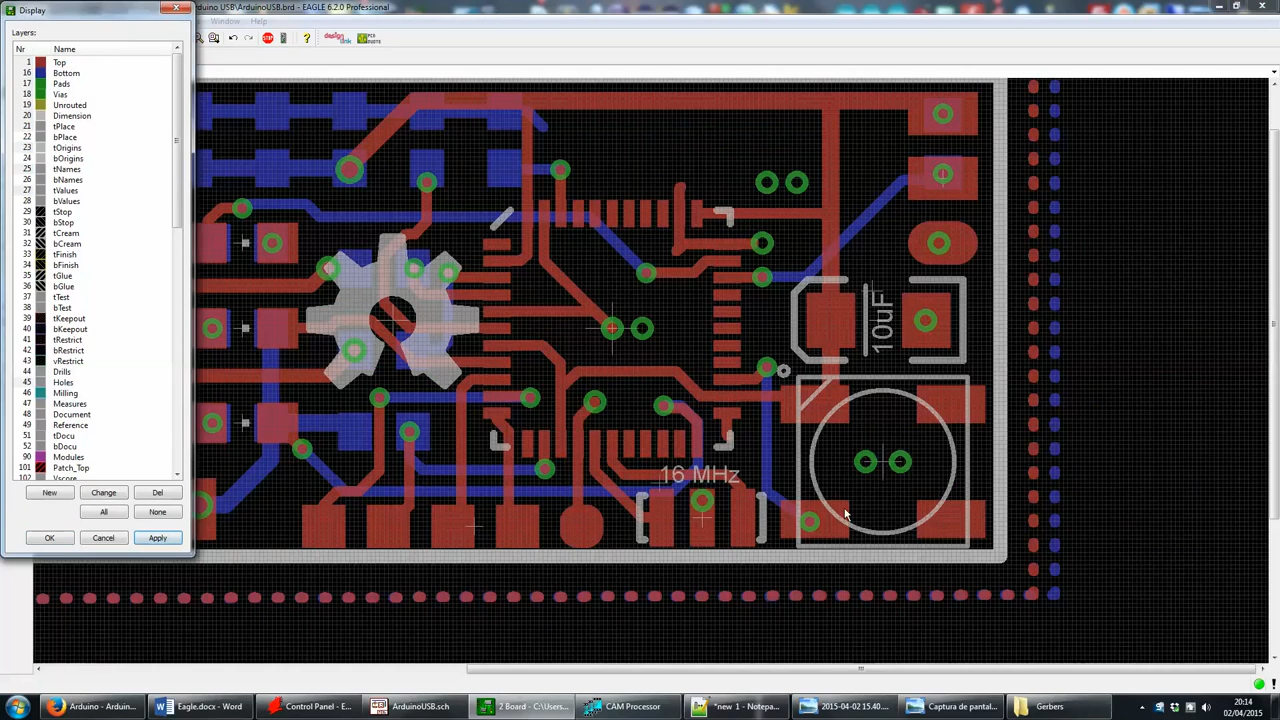 Display
rduino USB\ArduinoUSB.brd - EAGLE 6.2.0 Professional
Window Help
Layers:
Nr Name
1 Top
16 Bottom
17 Pads
18 Vias
19 Unrouted
20 Dimension
21 tPlace
22 bPlace
23 tOrigins
24 bOrigins
25 tNames
26 bNames
27 tValues
28 bValues
29 tStop
30 bStop
31 tCream
32 bCream
33 tFinish
34 bFinish
35 tGlue
36 bGlue
37 tTest
38 bTest
39 tKeepout
40 bKeepout
41 tRestrict
42 bRestrict
43 vRestrict
44 Drills
45 Holes
46 Milling
47 Measures
48 Document
49 Reference
51 tDocu
52 bDocu
90 Modules
101 Patch_Top
102 Vscore
New Change Del
All None
OK Cancel Apply
STOP
10uF
16 MHz
Arduino - Arduin...
Eagle.docx - Word
Control Panel - E...
ArduinoUSB.sch
2 Board - C:\Users...
CAM Processor
*new 1 - Notepa...
2015-04-02 15.40....
Captura de pantal...
Gerbers
20:14
02/04/2015